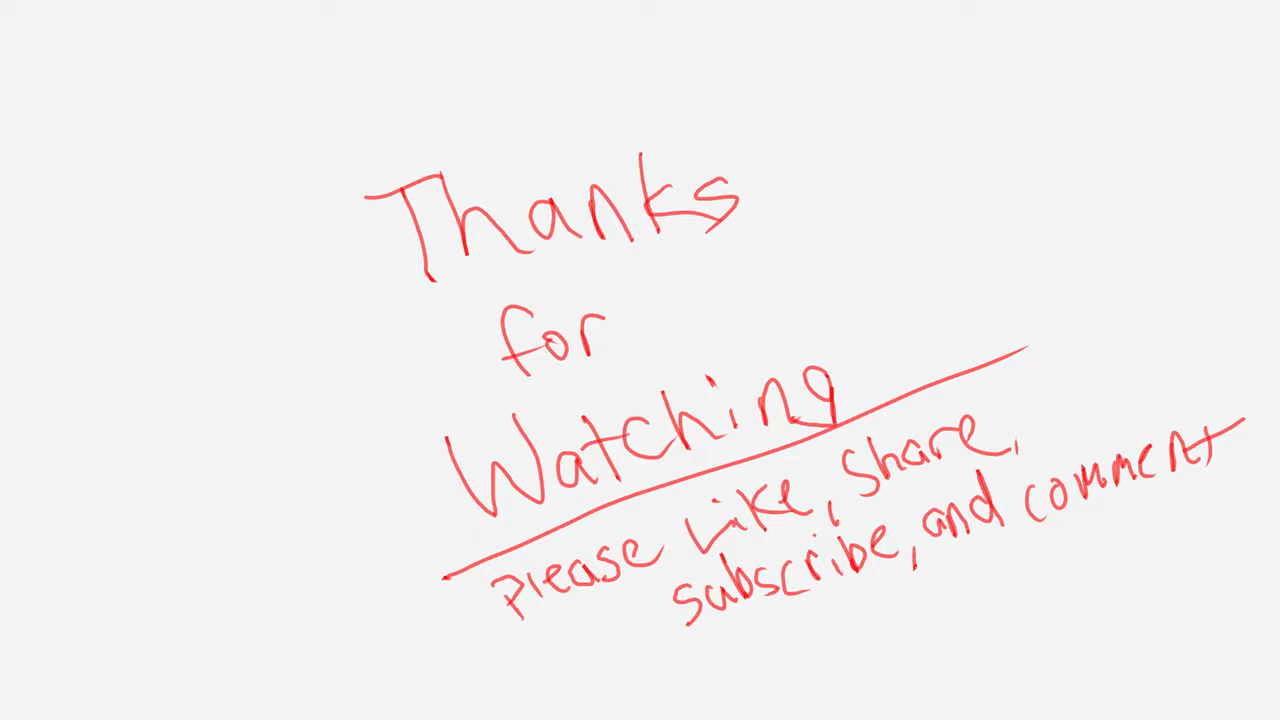 Thanks
for
Watching
please Like, Share,
subscribe, and comment